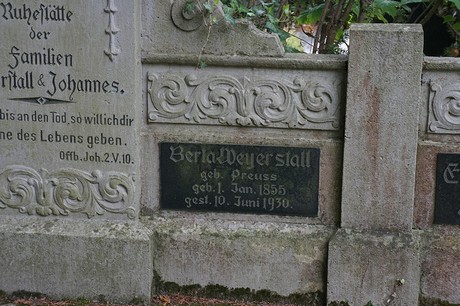 Ruhestätte
der
Familien
erstall & Johannes.
bis an den Tod, so will ich dir
ne des Lebens geben.
Offb. Joh. 2. V. 10.
Berta Weyerstall
geb. Preuss
geb. 1. Jan. 1855
gest. 10. Juni 1930.